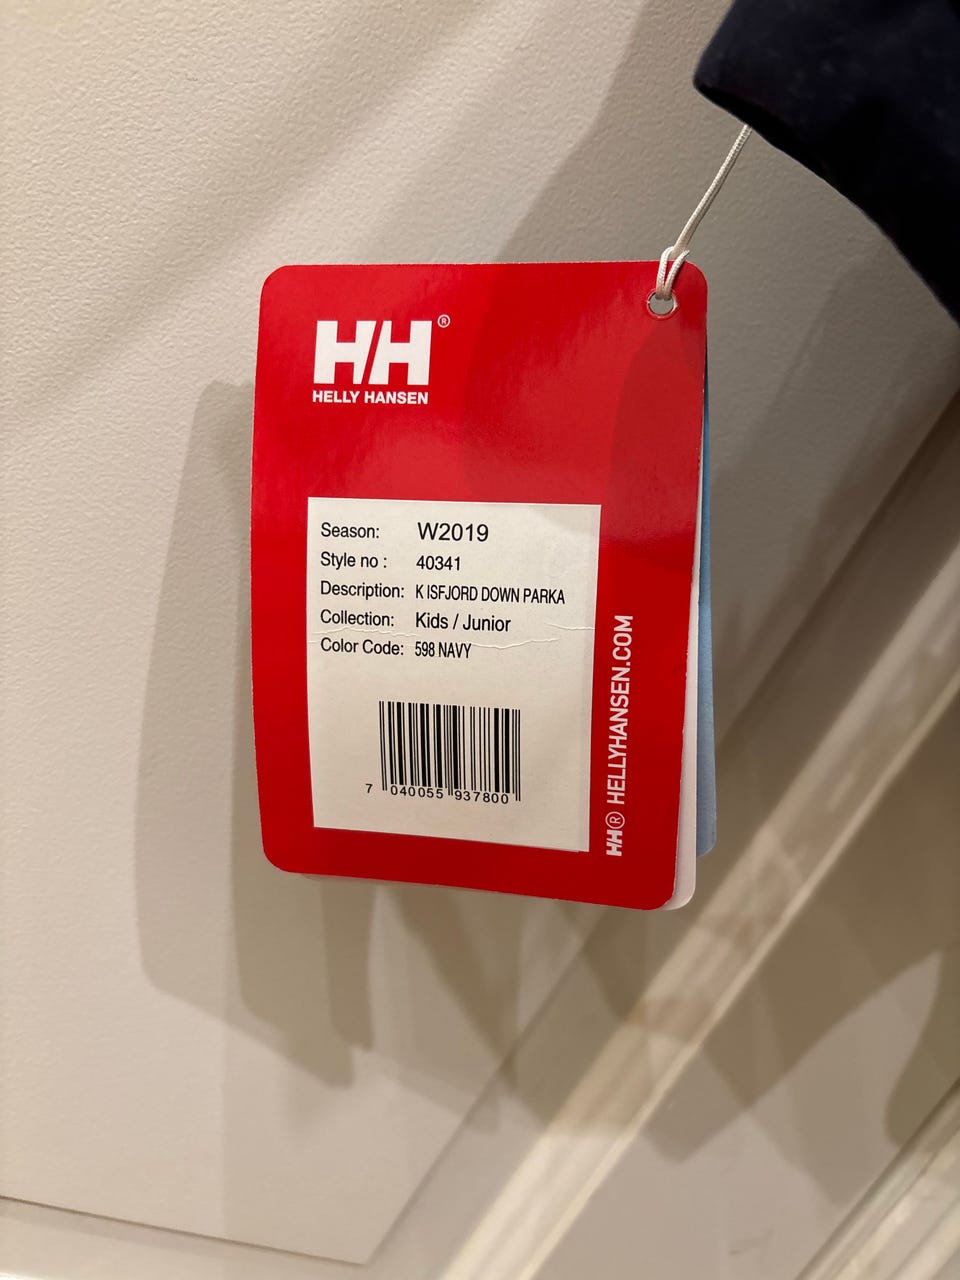 HH®
HELLY HANSEN
Season: W2019
Style no : 40341
Description: K ISFJORD DOWN PARKA
Collection: Kids / Junior
Color Code: 598 NAVY
7 040055 937800
HH® HELLYHANSEN.COM